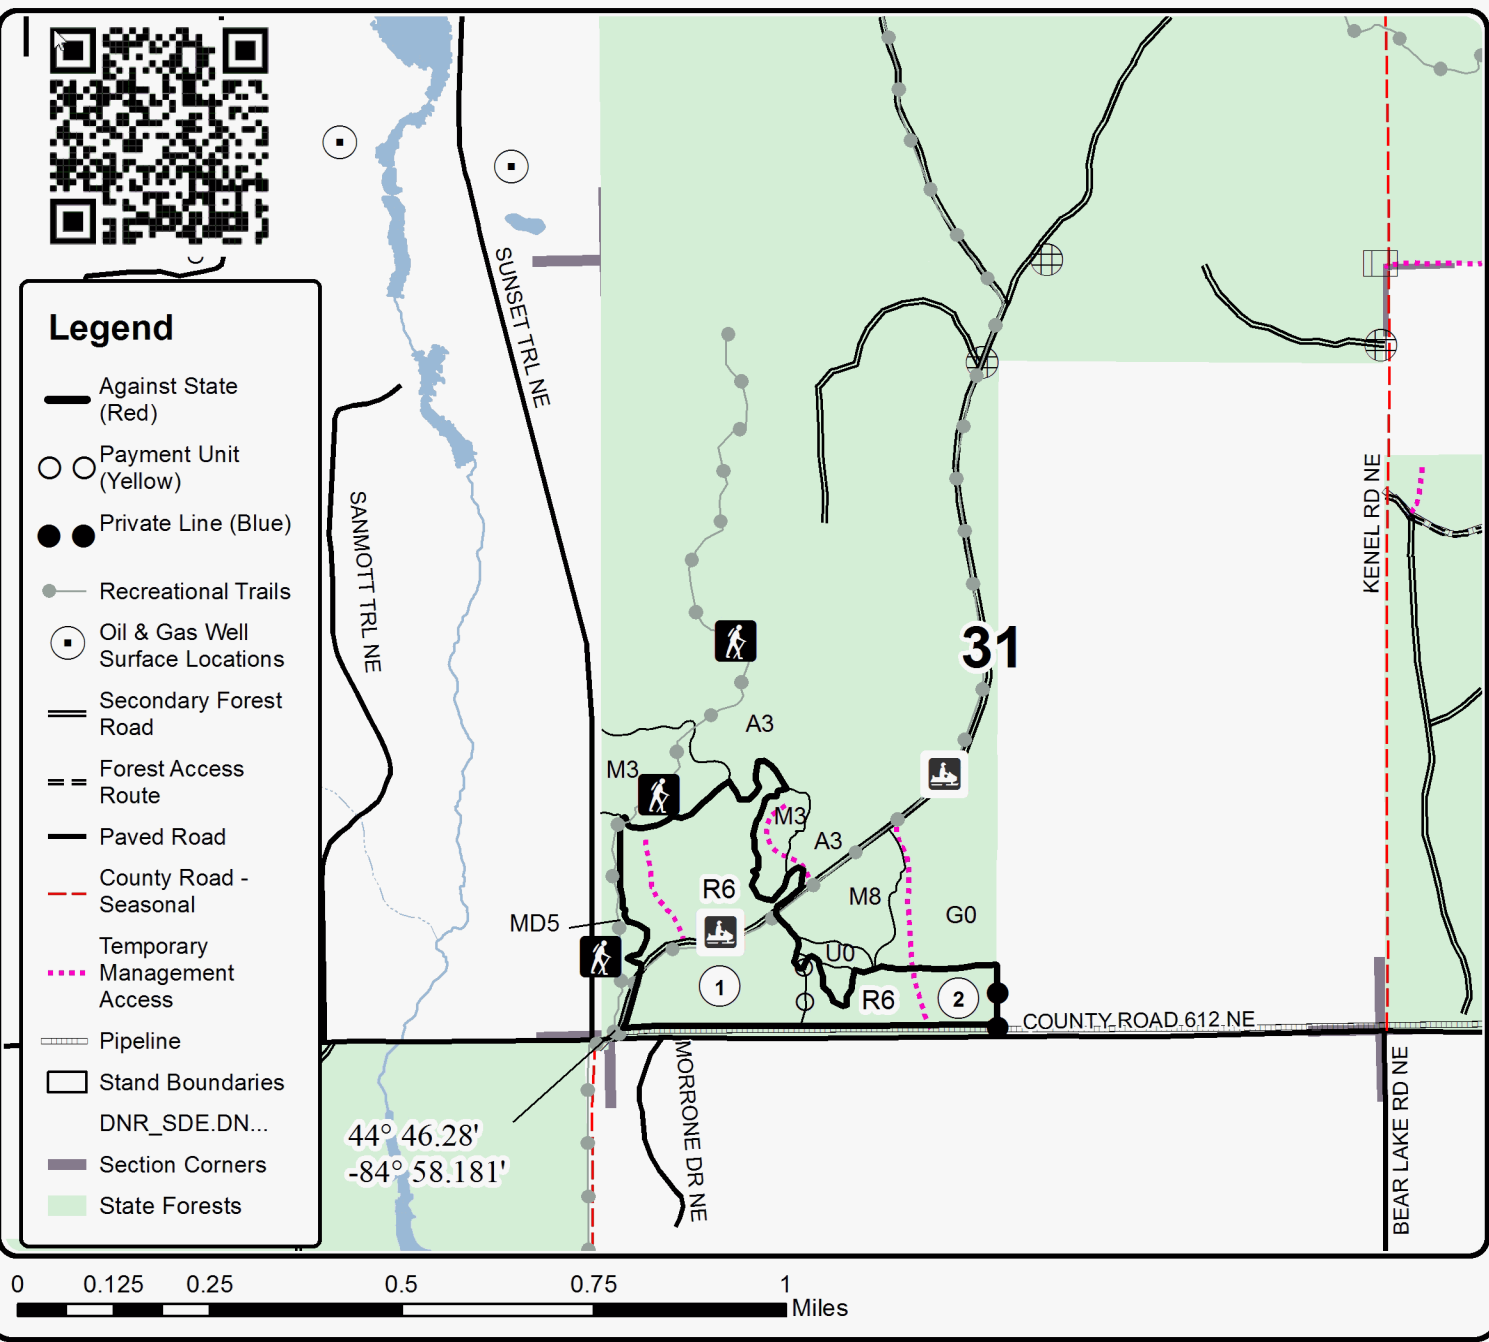 Legend
Against State
(Red)
Payment Unit
(Yellow)
Private Line (Blue)
Recreational Trails
Oil & Gas Well
Surface Locations
Secondary Forest
Road
Forest Access
Route
Paved Road
County Road -
Seasonal
Temporary
Management
Access
Pipeline
Stand Boundaries
DNR_SDE.DN...
Section Corners
State Forests
SUNSET TRL NE
SANMOTT TRL NE
KENEL RD NE
31
A3
M3
M3
A3
R6
M8
MD5
G0
U0
1
R6
2
COUNTY ROAD 612 NE
MORRONE DR NE
BEAR LAKE RD NE
44° 46.28'
-84° 58.181'
0 0.125 0.25 0.5 0.75 1
Miles